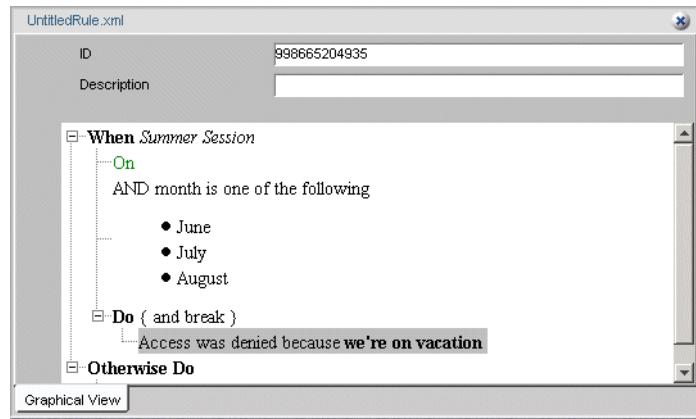 UntitledRule.xml
ID 998665204935
Description
When Summer Session
On
AND month is one of the following
● June
● July
● August
Do { and break }
Access was denied because we're on vacation
Otherwise Do
Graphical View